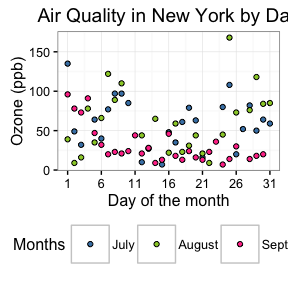 Air Quality in New York by Da
Ozone (ppb)
150
100
50
0
1 6 11 16 21 26 31
Day of the month
Months July August Sept